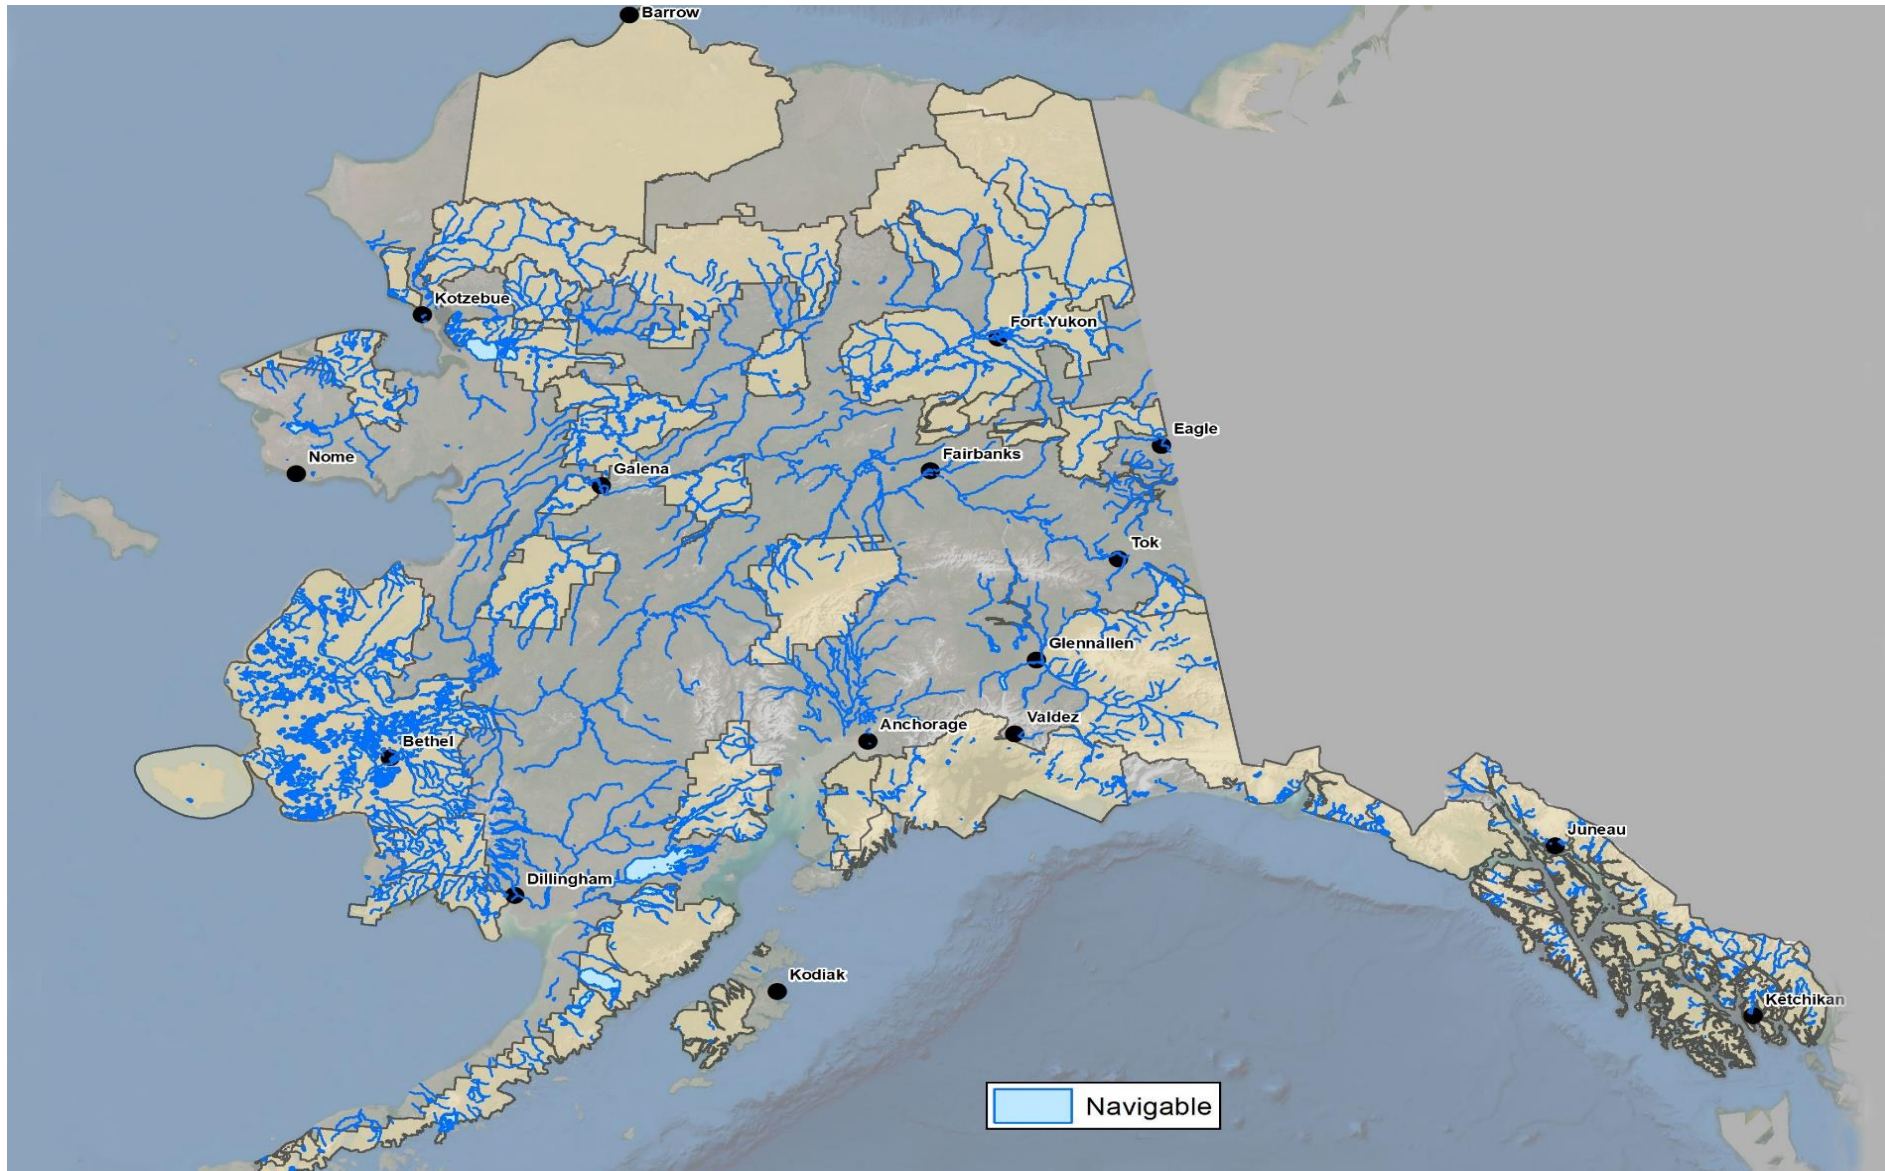 Barrow
Kotzebue
Fort Yukon
Eagle
Nome
Galena
Fairbanks
Tok
Glennallen
Bethel
Anchorage
Valdez
Juneau
Dillingham
Kodiak
Ketchikan
Navigable